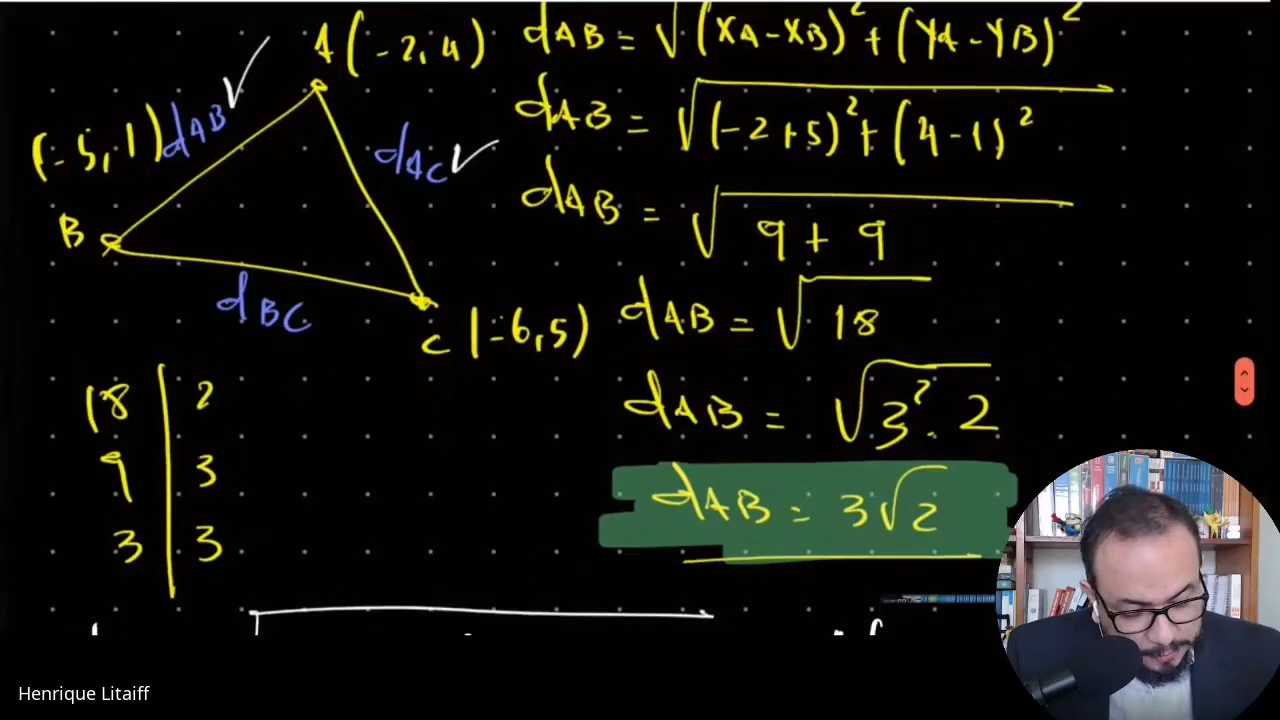 A (-2,4)
dAB = √(XA-XB)² + (YA-YB)²
(-5,1) dAB
dAC
dAB = √(-2+5)² + (4-1)²
B
dAB = √9 + 9
dBC
C (-6,5)
dAB = √18
18 | 2
9 | 3
3 | 3
dAB = √3².2
dAB = 3√2
Henrique Litaiff